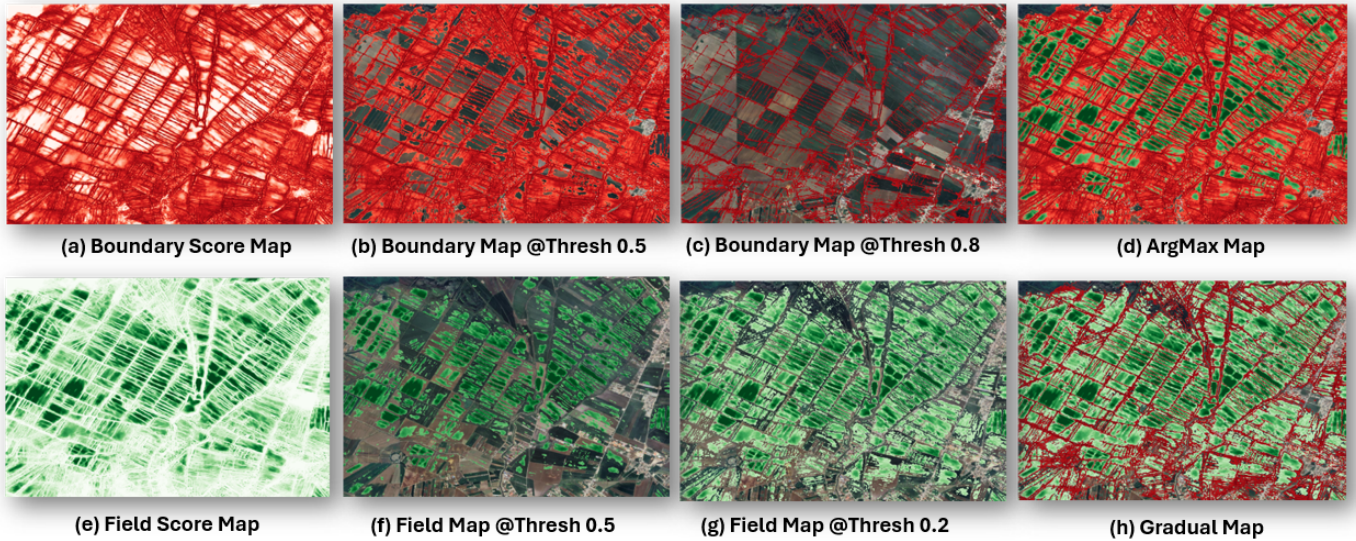 (a) Boundary Score Map
(b) Boundary Map @Thresh 0.5
(c) Boundary Map @Thresh 0.8
(d) ArgMax Map
(e) Field Score Map
(f) Field Map @Thresh 0.5
(g) Field Map @Thresh 0.2
(h) Gradual Map